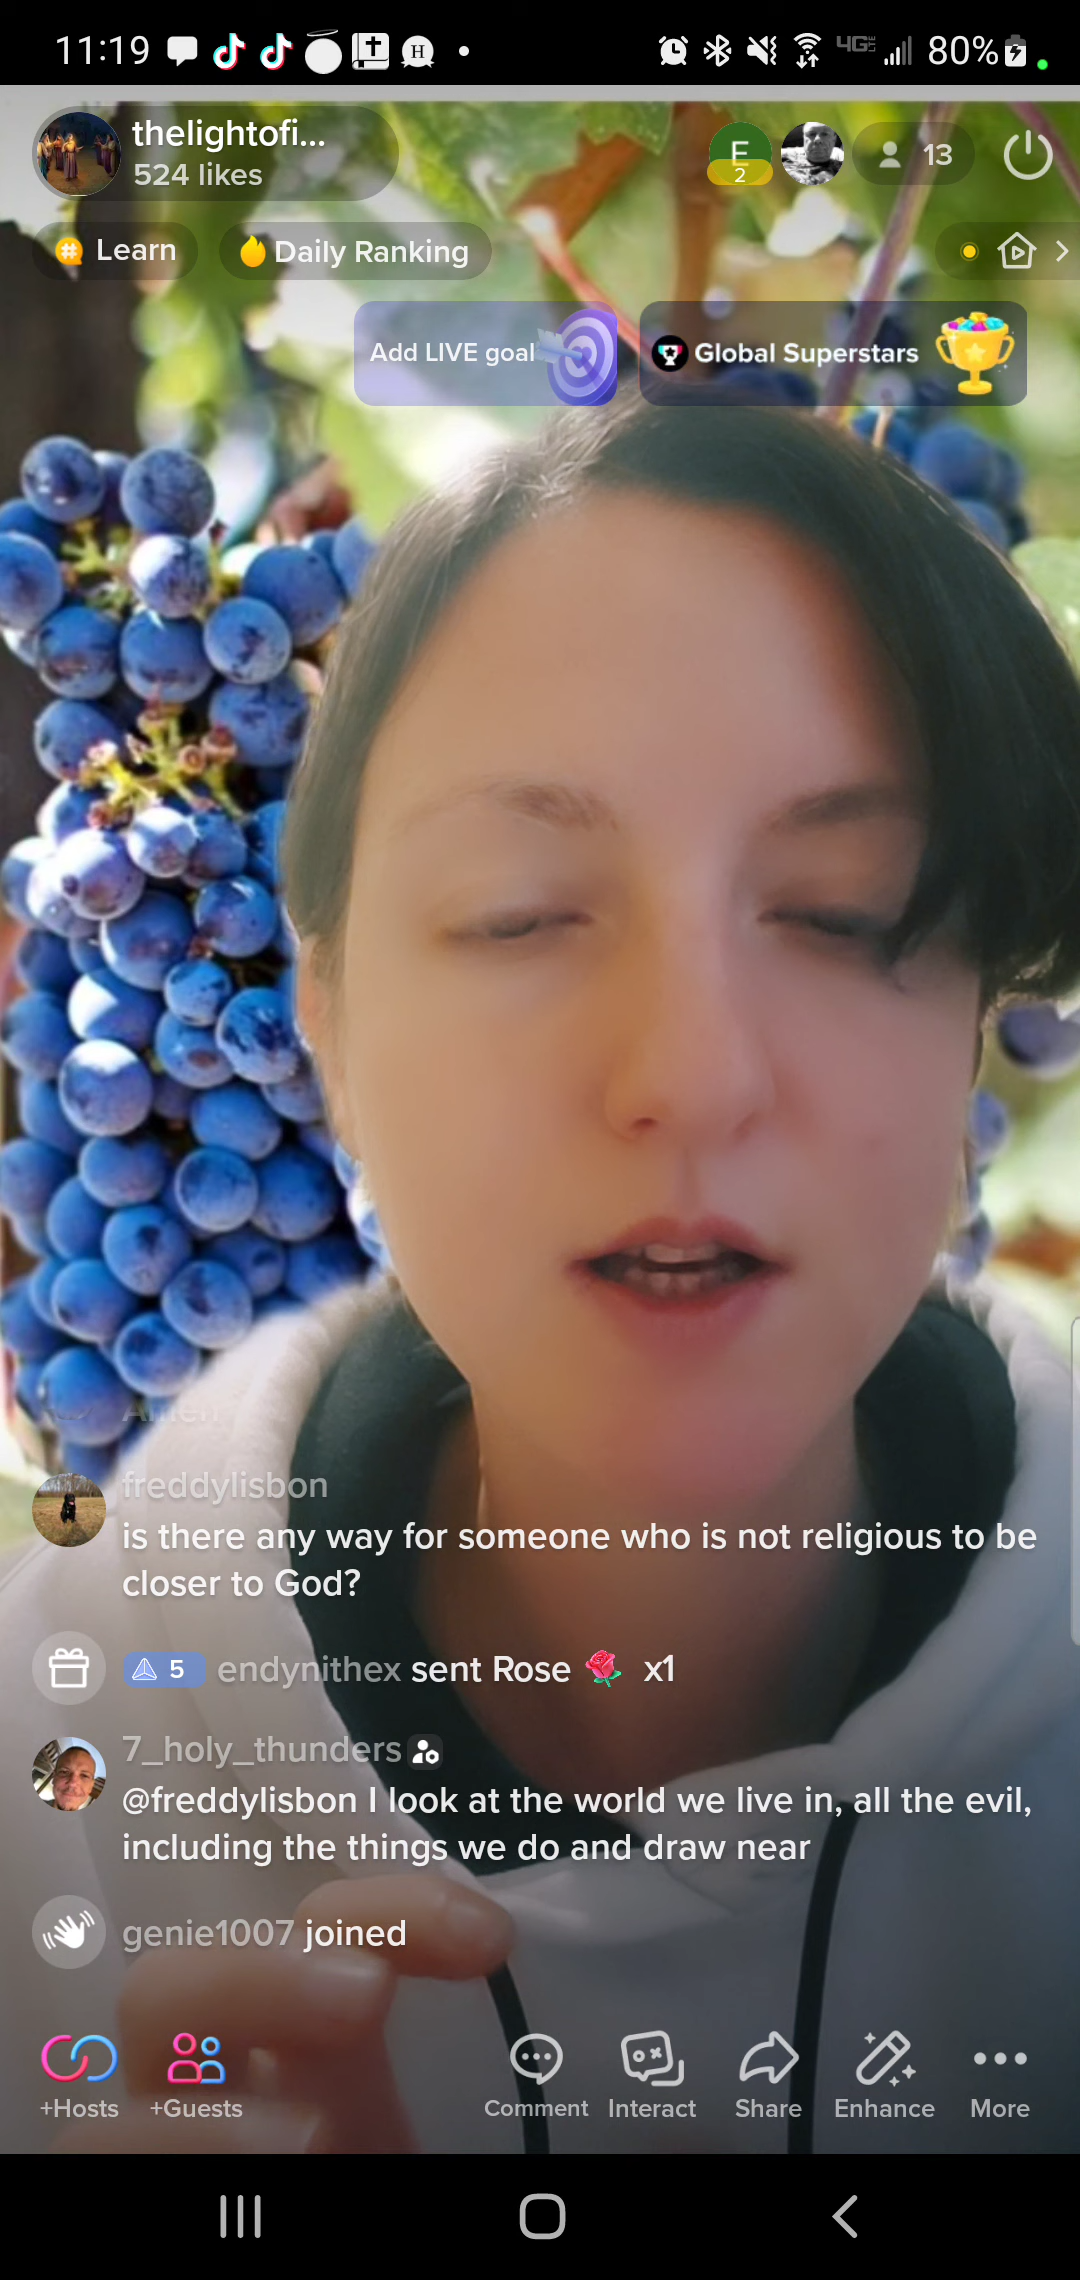 11:19
H
4G LTE
80%
thelightofi...
524 likes
E
2
13
Learn
Daily Ranking
Add LIVE goal
Global Superstars
Amen
freddylisbon
is there any way for someone who is not religious to be
closer to God?
5 endynithex sent Rose 🌹 x1
7_holy_thunders
@freddylisbon I look at the world we live in, all the evil,
including the things we do and draw near
genie1007 joined
+Hosts
+Guests
Comment
Interact
Share
Enhance
More